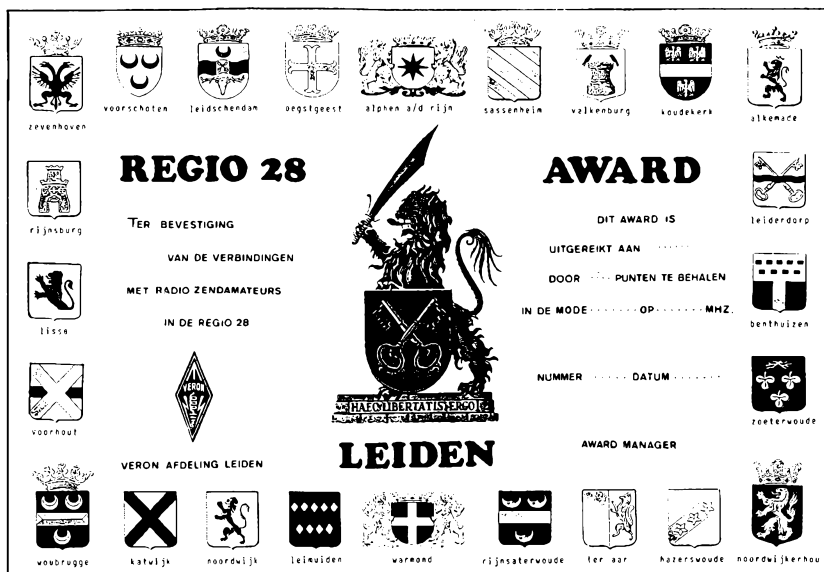 zevenhoven
voorschoten
leidschendam
oegstgeest
alphen a/d rijn
sassenheim
valkenburg
koudekerk
alkemade
REGIO 28
AWARD
rijnsburg
leiderdorp
TER BEVESTIGING
VAN DE VERBINDINGEN
MET RADIO ZENDAMATEURS
IN DE REGIO 28
DIT AWARD IS
UITGEREIKT AAN ......
DOOR ..... PUNTEN TE BEHALEN
IN DE MODE ....... OP ....... MHZ.
lisse
benthuizen
NUMMER ...... DATUM .......
voorhout
zoeterwoude
VERON
HAEC LIBERTATIS ERGO
VERON AFDELING LEIDEN
LEIDEN
AWARD MANAGER
woubrugge
katwijk
noordwijk
leimuiden
warmond
rijnsaterwoude
ter aar
hazerswoude
noordwijkerhou